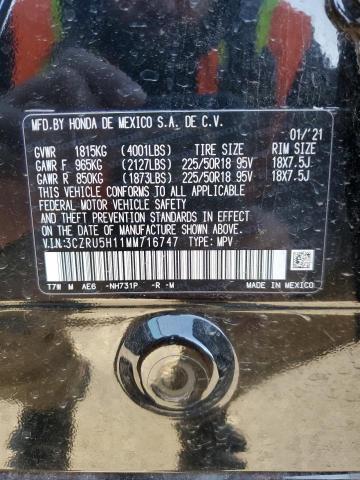 MFD.BY HONDA DE MEXICO S.A. DE C.V.
01/'21
GVWR 1815KG (4001LBS) TIRE SIZE RIM SIZE
GAWR F 965KG (2127LBS) 225/50R18 95V 18X7.5J
GAWR R 850KG (1873LBS) 225/50R18 95V 18X7.5J
THIS VEHICLE CONFORMS TO ALL APPLICABLE
FEDERAL MOTOR VEHICLE SAFETY
AND THEFT PREVENTION STANDARDS IN EFFECT ON
THE DATE OF MANUFACTURE SHOWN ABOVE.
V.I.N:3CZRU5H11MM716747 TYPE: MPV
T7W M AE6 -NH731P -R -M
MADE IN MEXICO